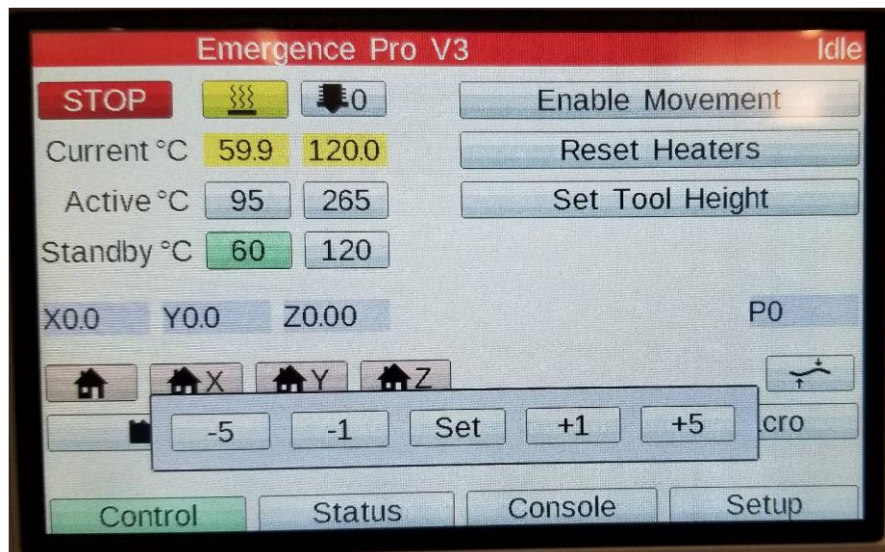 Emergence Pro V3 Idle
STOP 0 Enable Movement
Current °C 59.9 120.0 Reset Heaters
Active °C 95 265 Set Tool Height
Standby °C 60 120
X0.0 Y0.0 Z0.00 P0
X Y Z
-5 -1 Set +1 +5 cro
Control Status Console Setup